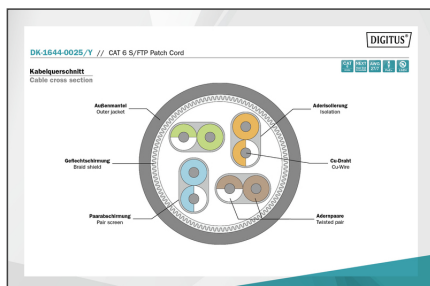 DIGITUS®
DK-1644-0025/Y // CAT 6 S/FTP Patch Cord
Kabelquerschnitt
Cable cross section
Außenmantel
Outer jacket
Aderisolierung
Isolation
Geflechtschirmung
Braid shield
Cu-Draht
Cu-Wire
Paarabschirmung
Pair screen
Adernpaare
Twisted pair